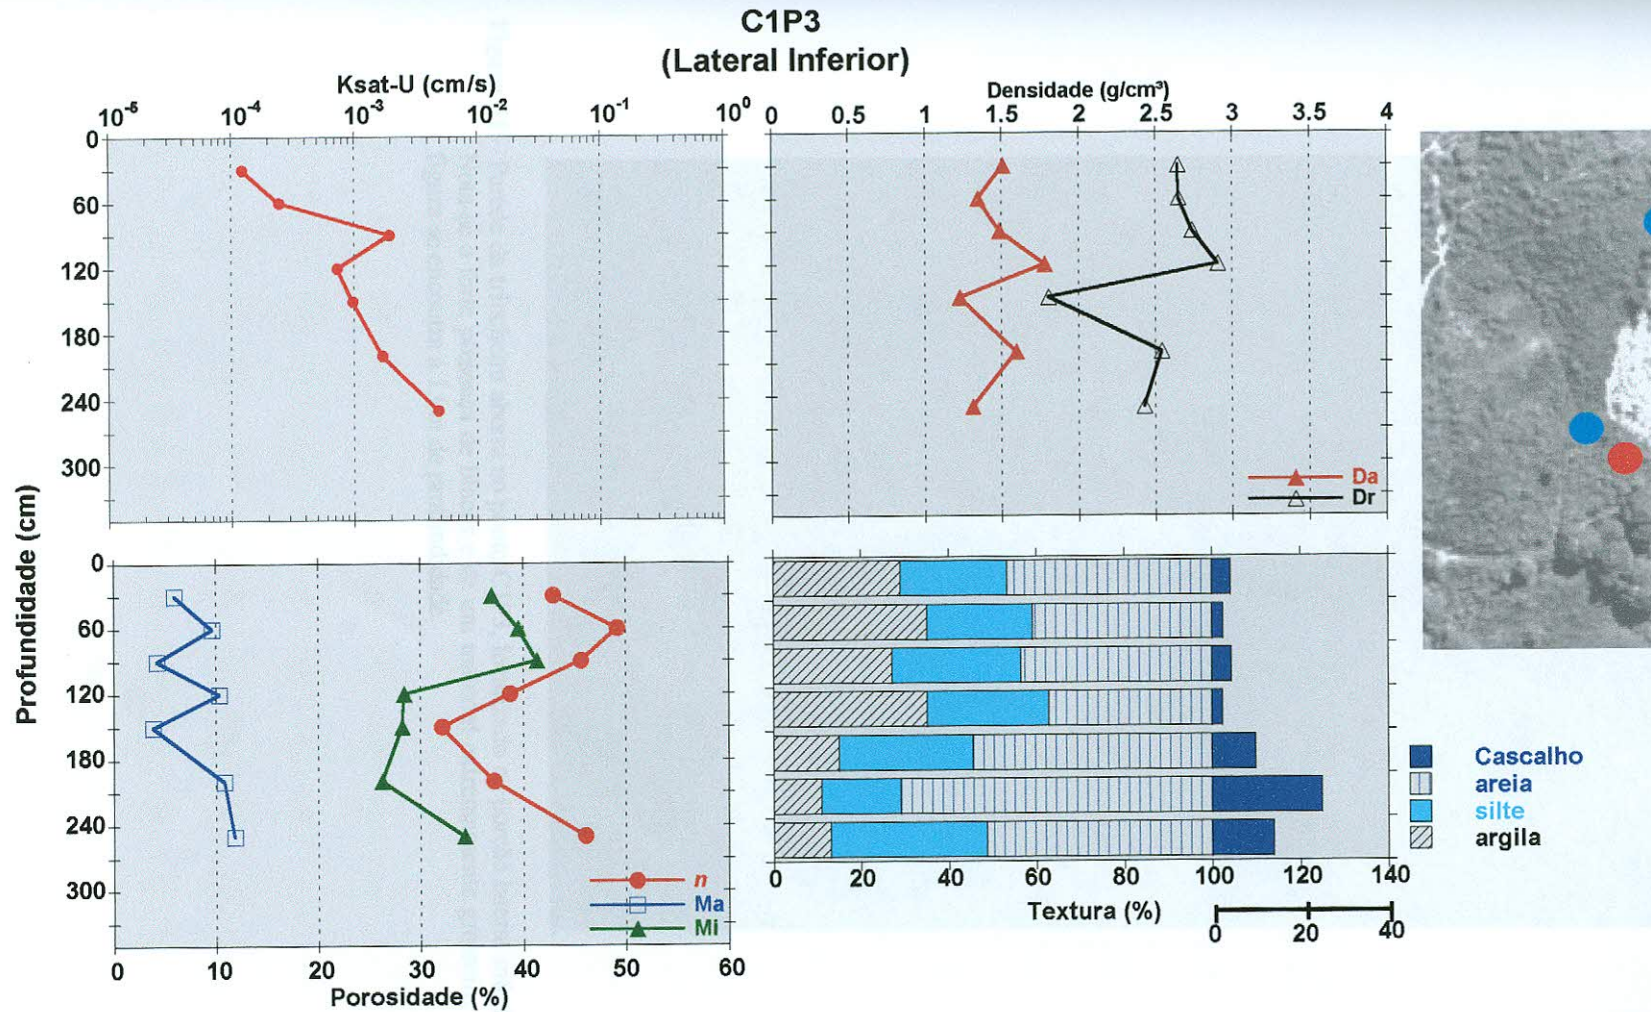 C1P3
(Lateral Inferior)
Ksat-U (cm/s)
10-5 10-4 10-3 10-2 10-1 100
0
60
120
180
240
300
Densidade (g/cm³)
0 0.5 1 1.5 2 2.5 3 3.5 4
Da
Dr
Profundidade (cm)
0
60
120
180
240
300
n
Ma
Mi
0 10 20 30 40 50 60
Porosidade (%)
0 20 40 60 80 100 120 140
Textura (%)
0 20 40
Cascalho
areia
silte
argila